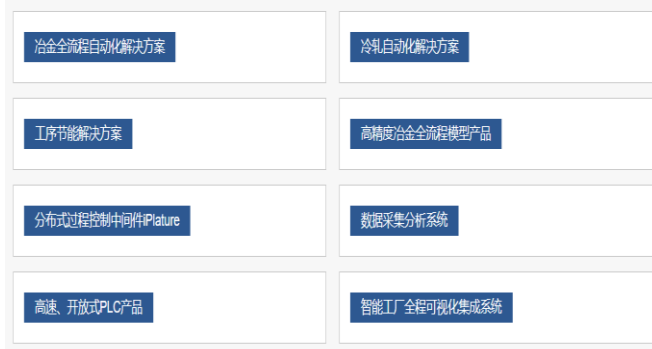 冶金全流程自动化解决方案
冷轧自动化解决方案
工序节能解决方案
高精度冶金全流程模型产品
分布式过程控制中间件iPlature
数据采集分析系统
高速、开放式PLC产品
智能工厂全程可视化集成系统